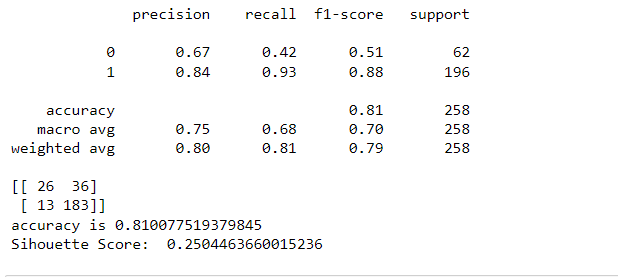 precision recall f1-score support
0 0.67 0.42 0.51 62
1 0.84 0.93 0.88 196
accuracy 0.81 258
macro avg 0.75 0.68 0.70 258
weighted avg 0.80 0.81 0.79 258
[[ 26 36]
[ 13 183]]
accuracy is 0.810077519379845
Sihouette Score: 0.2504463660015236